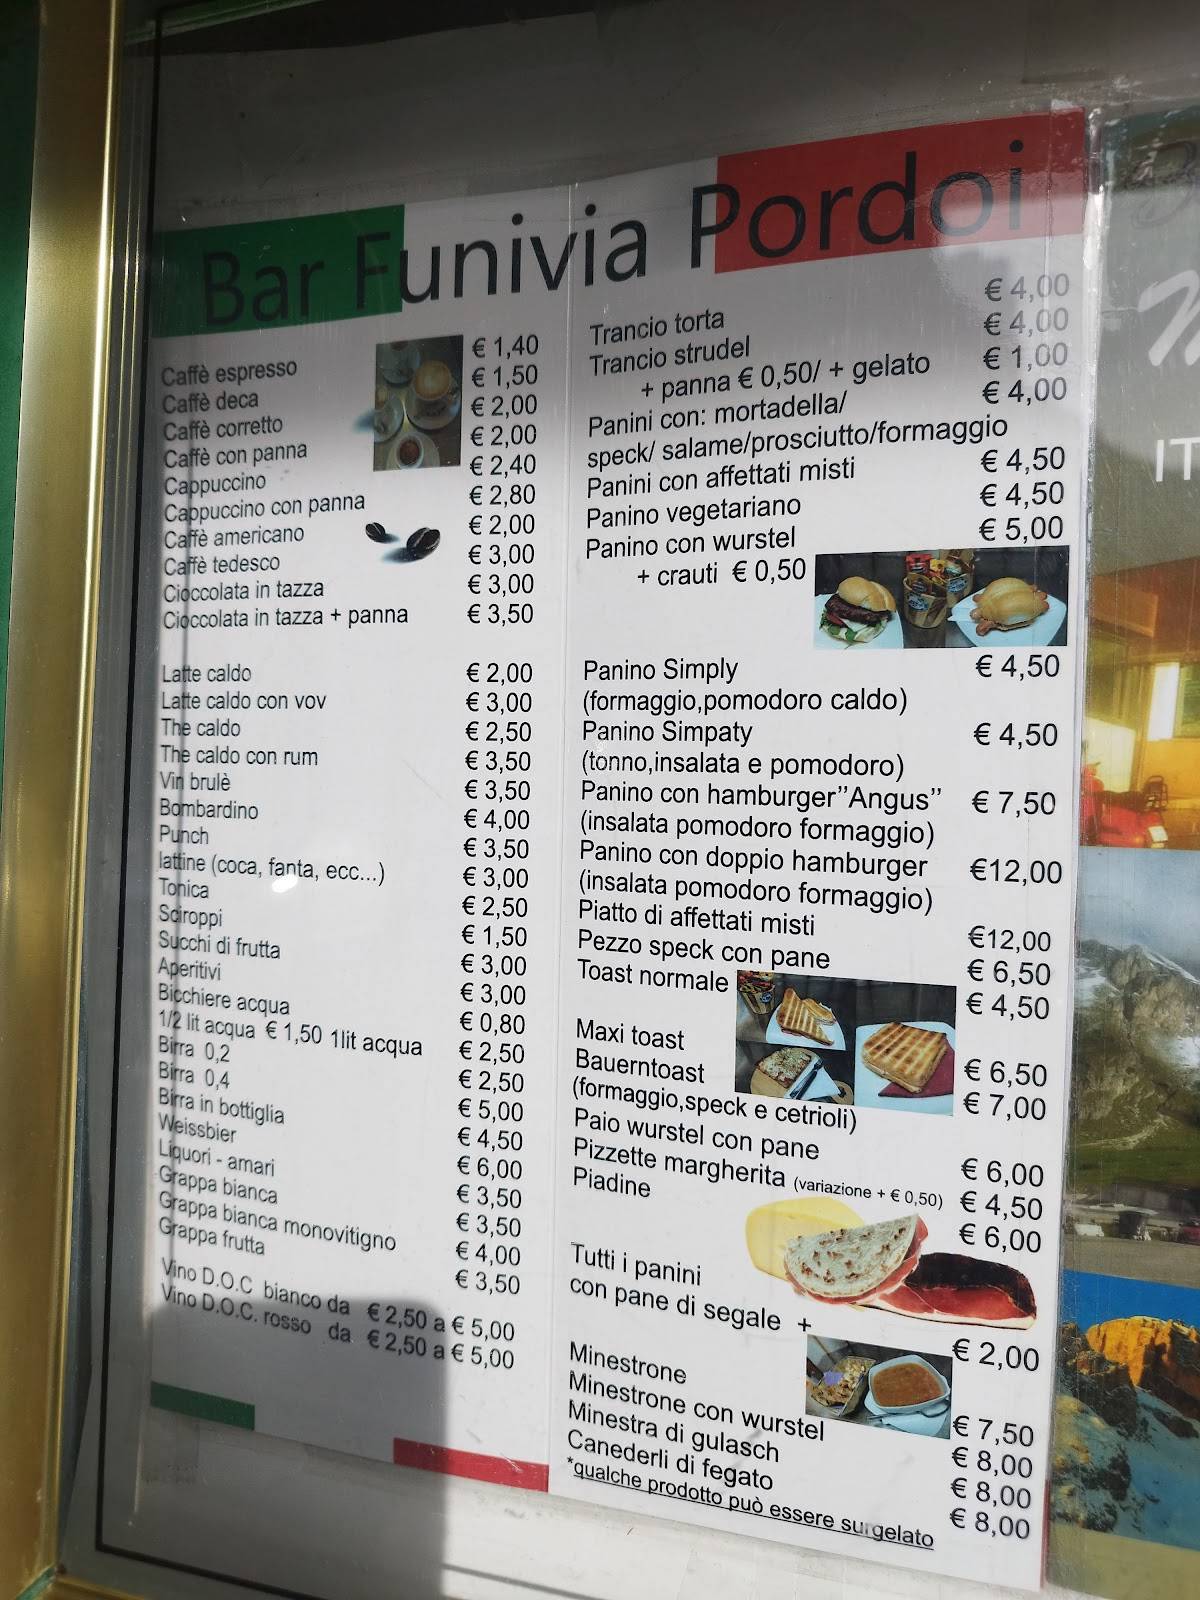 Bar Funivia Pordoi
Caffè espresso € 1,40
Caffè deca € 1,50
Caffè corretto € 2,00
Caffè con panna € 2,00
Cappuccino € 2,40
Cappuccino con panna € 2,80
Caffè americano € 2,00
Caffè tedesco € 3,00
Cioccolata in tazza € 3,00
Cioccolata in tazza + panna € 3,50
Latte caldo € 2,00
Latte caldo con vov € 3,00
The caldo € 2,50
The caldo con rum € 3,50
Vin brulè € 3,50
Bombardino € 4,00
Punch € 3,50
lattine (coca, fanta, ecc...) € 3,00
Tonica € 2,50
Sciroppi € 1,50
Succhi di frutta € 3,00
Aperitivi € 3,00
Bicchiere acqua € 0,80
1/2 lit acqua € 1,50 1lit acqua € 2,50
Birra 0,2 € 2,50
Birra 0,4 € 5,00
Birra in bottiglia € 4,50
Weissbier € 6,00
Liquori - amari € 3,50
Grappa bianca € 3,50
Grappa bianca monovitigno € 4,00
Grappa frutta € 3,50
Vino D.O.C bianco da € 2,50 a € 5,00
Vino D.O.C. rosso da € 2,50 a € 5,00
Trancio torta € 4,00
Trancio strudel € 4,00
+ panna € 0,50/ + gelato € 1,00
Panini con: mortadella/ € 4,00
speck/ salame/prosciutto/formaggio
Panini con affettati misti € 4,50
Panino vegetariano € 4,50
Panino con wurstel € 5,00
+ crauti € 0,50
Panino Simply € 4,50
(formaggio,pomodoro caldo)
Panino Simpaty € 4,50
(tonno,insalata e pomodoro)
Panino con hamburger"Angus" € 7,50
(insalata pomodoro formaggio)
Panino con doppio hamburger €12,00
(insalata pomodoro formaggio)
Piatto di affettati misti €12,00
Pezzo speck con pane € 6,50
Toast normale € 4,50
Maxi toast € 6,50
Bauerntoast € 7,00
(formaggio,speck e cetrioli)
Paio wurstel con pane € 6,00
Pizzette margherita (variazione + € 0,50) € 4,50
Piadine € 6,00
Tutti i panini
con pane di segale + € 2,00
Minestrone € 7,50
Minestrone con wurstel € 8,00
Minestra di gulasch € 8,00
Canederli di fegato € 8,00
*qualche prodotto può essere surgelato
IT